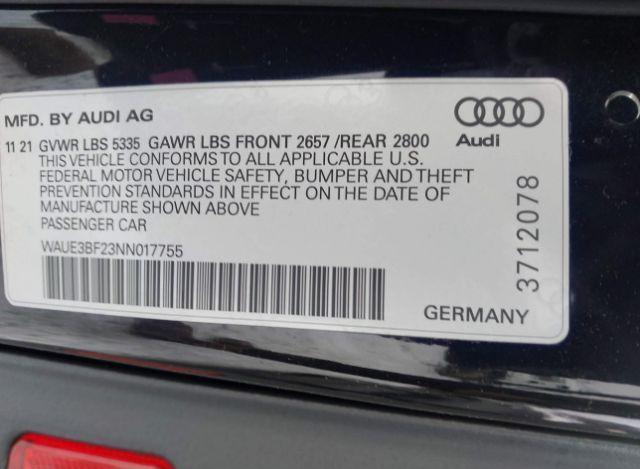 MFD. BY AUDI AG
11 21 GVWR LBS 5335 GAWR LBS FRONT 2657 /REAR 2800
THIS VEHICLE CONFORMS TO ALL APPLICABLE U.S.
FEDERAL MOTOR VEHICLE SAFETY, BUMPER AND THEFT
PREVENTION STANDARDS IN EFFECT ON THE DATE OF
MANUFACTURE SHOWN ABOVE
PASSENGER CAR
WAUE3BF23NN017755
Audi
3712078
GERMANY